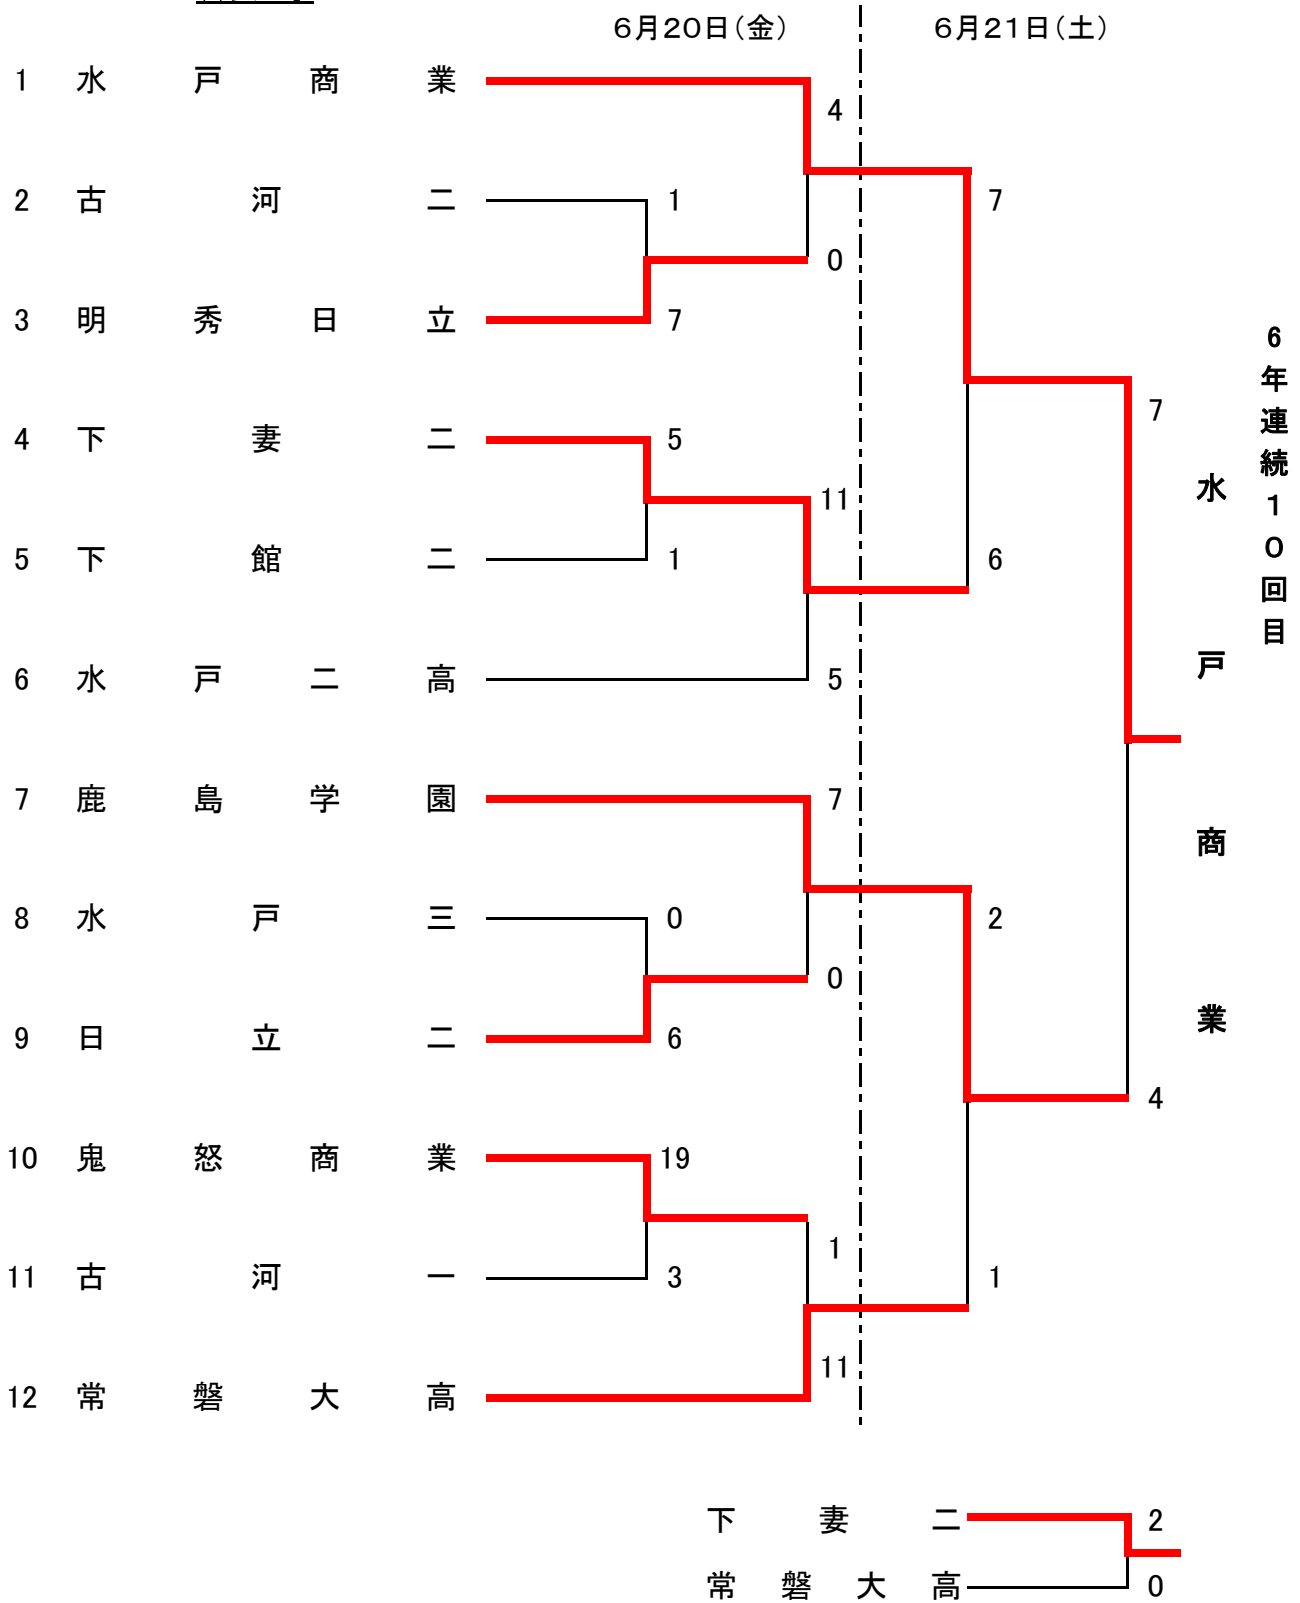 6月20日(金) 6月21日(土)
1 水戸商業
4
2 古河二 1
7
0
3 明秀日立 7
6年連続10回目
7
4 下妻二 5
水戸商業
11
5 下館二 1
6
6 水戸二高 5
7 鹿島学園 7
8 水戸三 0
2
0
9 日立二 6
4
10 鬼怒商業 19
1
11 古河一 3
1
11
12 常磐大高
下妻二 2
常磐大高 0